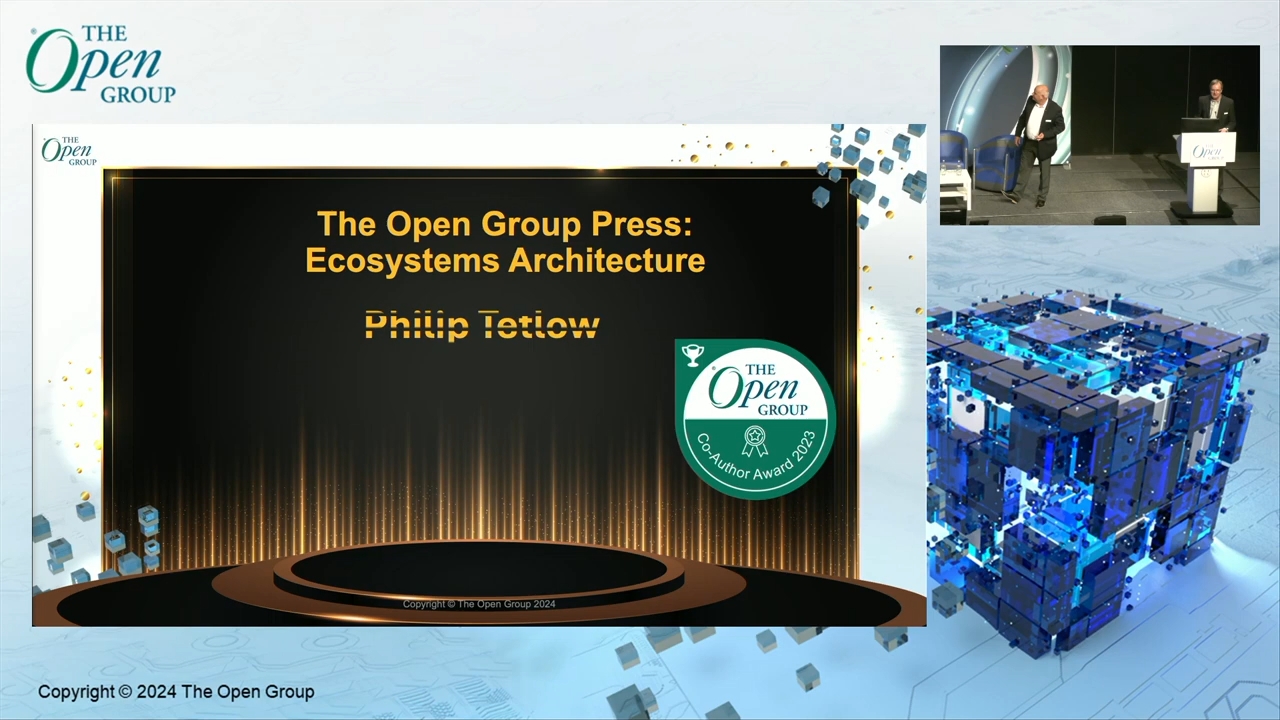 THE
Open
GROUP
THE
Open
GROUP
The Open Group Press:
Ecosystems Architecture
Philip Tetlow
THE
Open
GROUP
Co-Author Award 2023
Copyright © The Open Group 2024
Open
Copyright © 2024 The Open Group